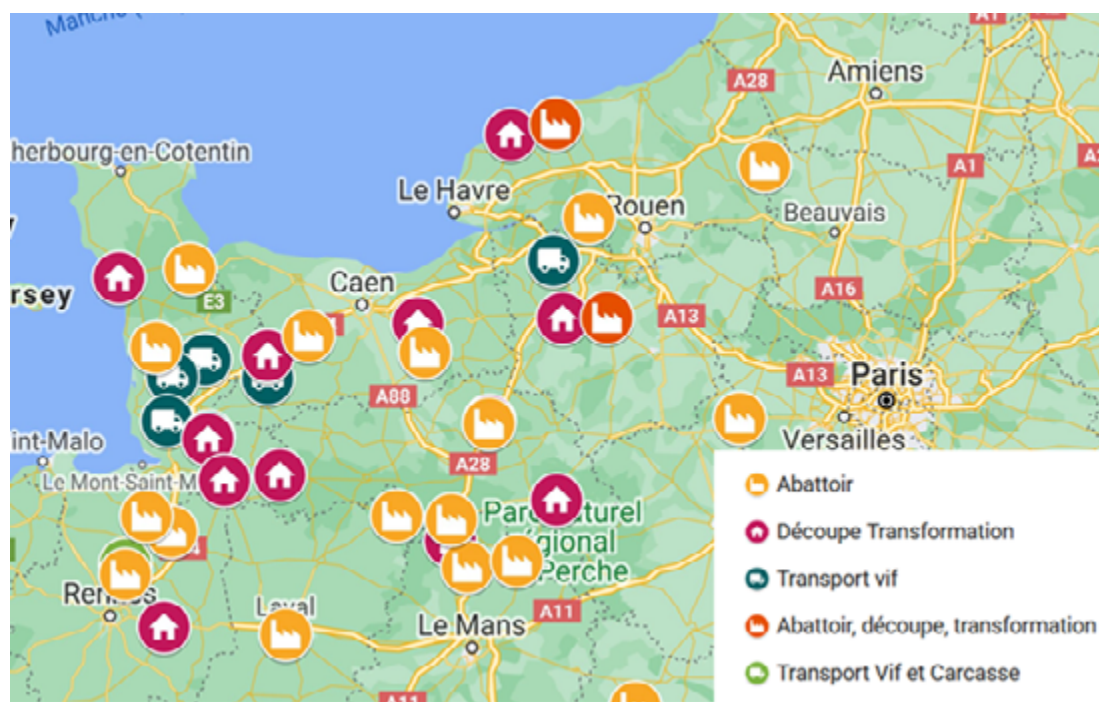 Manche
A1
A28
Amiens
herbourg-en-Cotentin
A1
Le Havre
Rouen
Beauvais
rsey
E3
Caen
A16
A13
A13
Paris
A88
Versailles
int-Malo
Le Mont-Saint-M
A28
Parc Naturel
Régional
Perche
Rennes
Laval
A11
Le Mans
A11
Abattoir
Découpe Transformation
Transport vif
Abattoir, découpe, transformation
Transport Vif et Carcasse